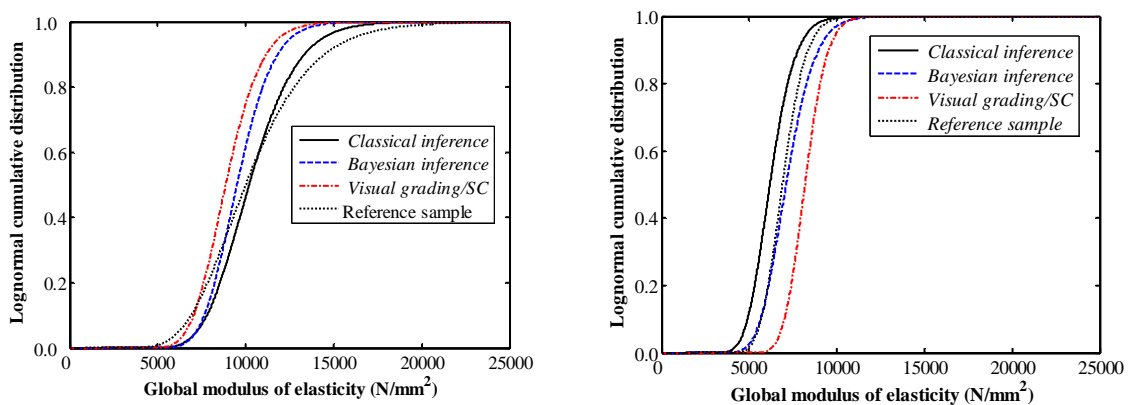 Lognormal cumulative distribution
1.0
0.8
0.6
0.4
0.2
0.0
0
5000
10000
15000
20000
25000
Global modulus of elasticity (N/mm²)
Classical inference
Bayesian inference
Visual grading/SC
Reference sample
Lognormal cumulative distribution
1.0
0.8
0.6
0.4
0.2
0.0
0
5000
10000
15000
20000
25000
Global modulus of elasticity (N/mm²)
Classical inference
Bayesian inference
Visual grading/SC
Reference sample